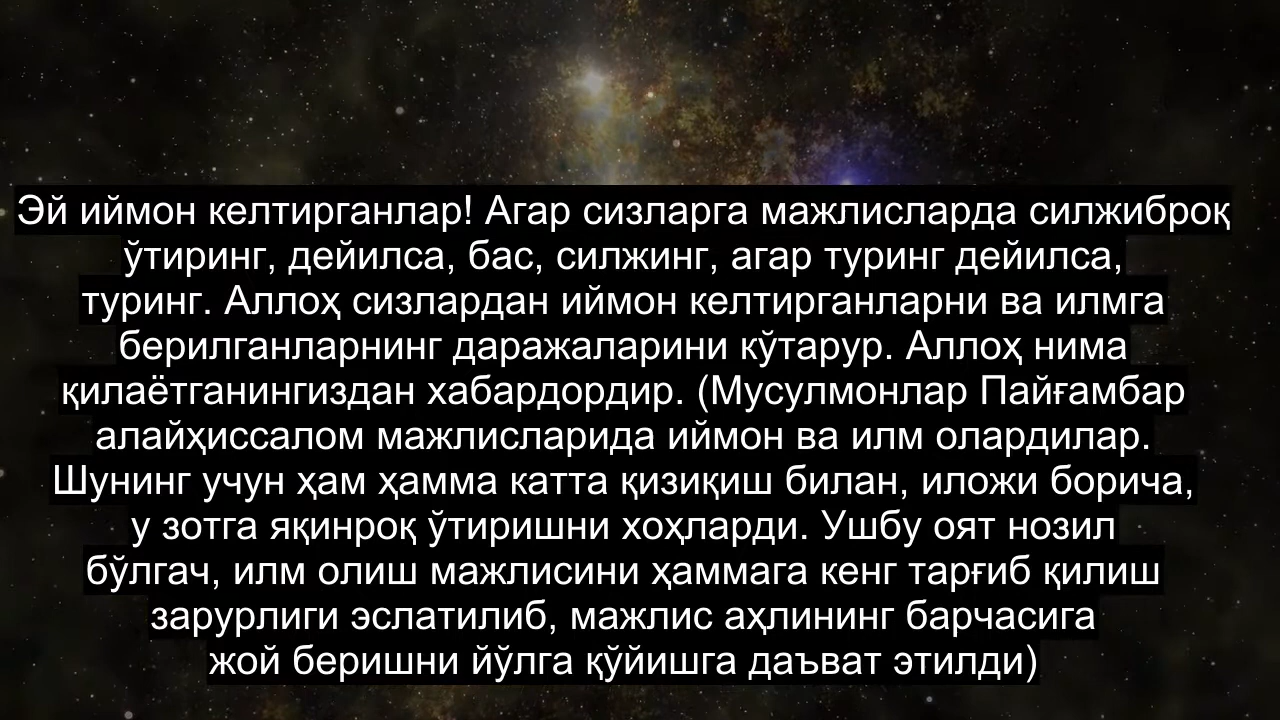 Эй иймон келтирганлар! Агар сизларга мажлисларда силжиброқ
ўтиринг, дейилса, бас, силжинг, агар туринг дейилса,
туринг. Аллоҳ сизлардан иймон келтирганларни ва илмга
берилганларнинг даражаларини кўтарур. Аллоҳ нима
қилаётганингиздан хабардордир. (Мусулмонлар Пайғамбар
алайҳиссалом мажлисларида иймон ва илм олардилар.
Шунинг учун ҳам ҳамма катта қизиқиш билан, иложи борича,
у зотга яқинроқ ўтиришни хоҳларди. Ушбу оят нозил
бўлгач, илм олиш мажлисини ҳаммага кенг тарғиб қилиш
зарурлиги эслатилиб, мажлис аҳлининг барчасига
жой беришни йўлга қўйишга даъват этилди)